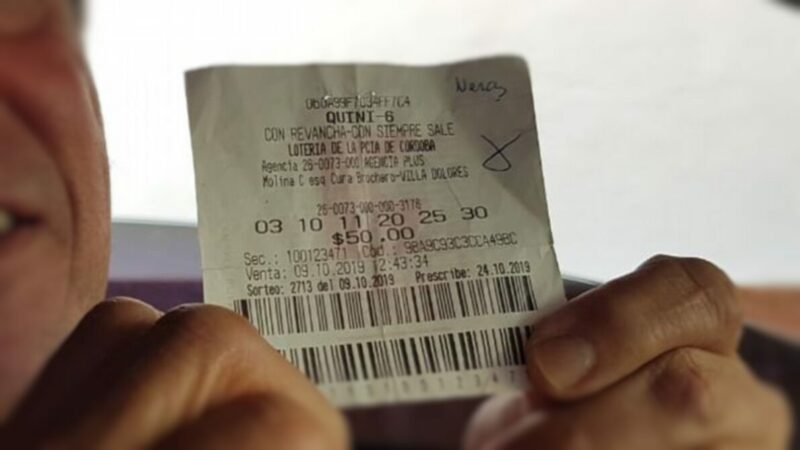 0b0A99F7C34FF7C4
QUINI-6
CON REVANCHA-CON SIEMPRE SALE
LOTERIA DE LA PCIA DE CORDOBA
Agencia 26-0073-000 AGENCIA PLUS
Molina C esq Cura Brochero-VILLA DOLORES
26-0073-000-000-3176
03 10 11 20 25 30
$50.00
Sec.: 100123471 Cod.: 9BA9C93C3CCA49BC
Venta: 09.10.2019 12:43:34
Sorteo: 2713 del 09.10.2019 Prescribe: 24.10.2019